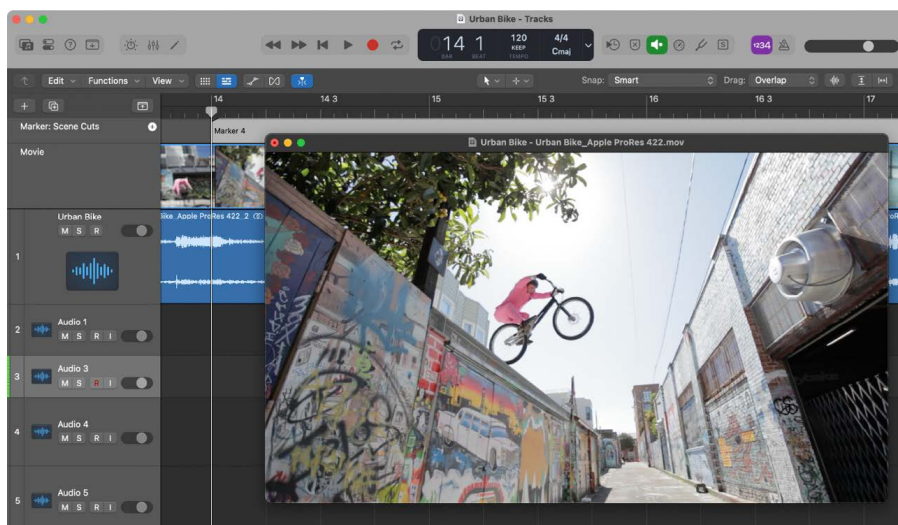 Urban Bike - Tracks
014 1
BAR BEAT
120
KEEP
TEMPO
4/4
Cmaj
S
1234
Edit Functions View
Snap: Smart
Drag: Overlap
14 14 3 15 15 3 16 16 3 17
Marker: Scene Cuts
Marker 4
Movie
Urban Bike - Urban Bike_Apple ProRes 422.mov
1
Urban Bike
M S R
ike_Apple ProRes 422_2
2
Audio 1
M S R I
3
Audio 3
M S R I
4
Audio 4
M S R I
5
Audio 5
M S R I